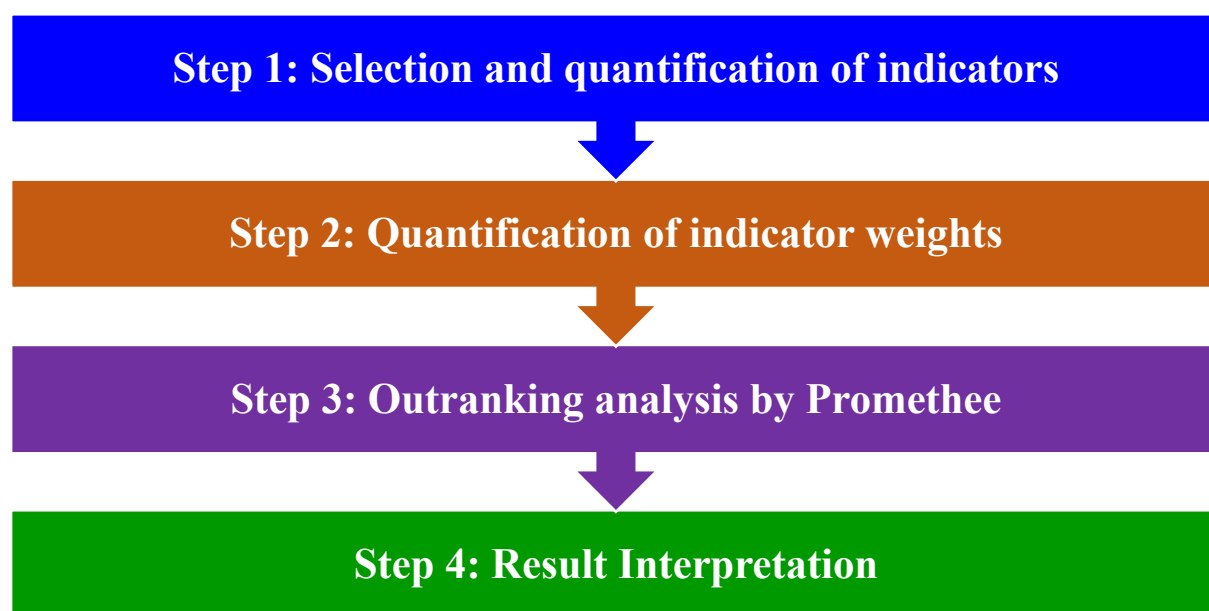 Step 1: Selection and quantification of indicators
Step 2: Quantification of indicator weights
Step 3: Outranking analysis by Promethee
Step 4: Result Interpretation